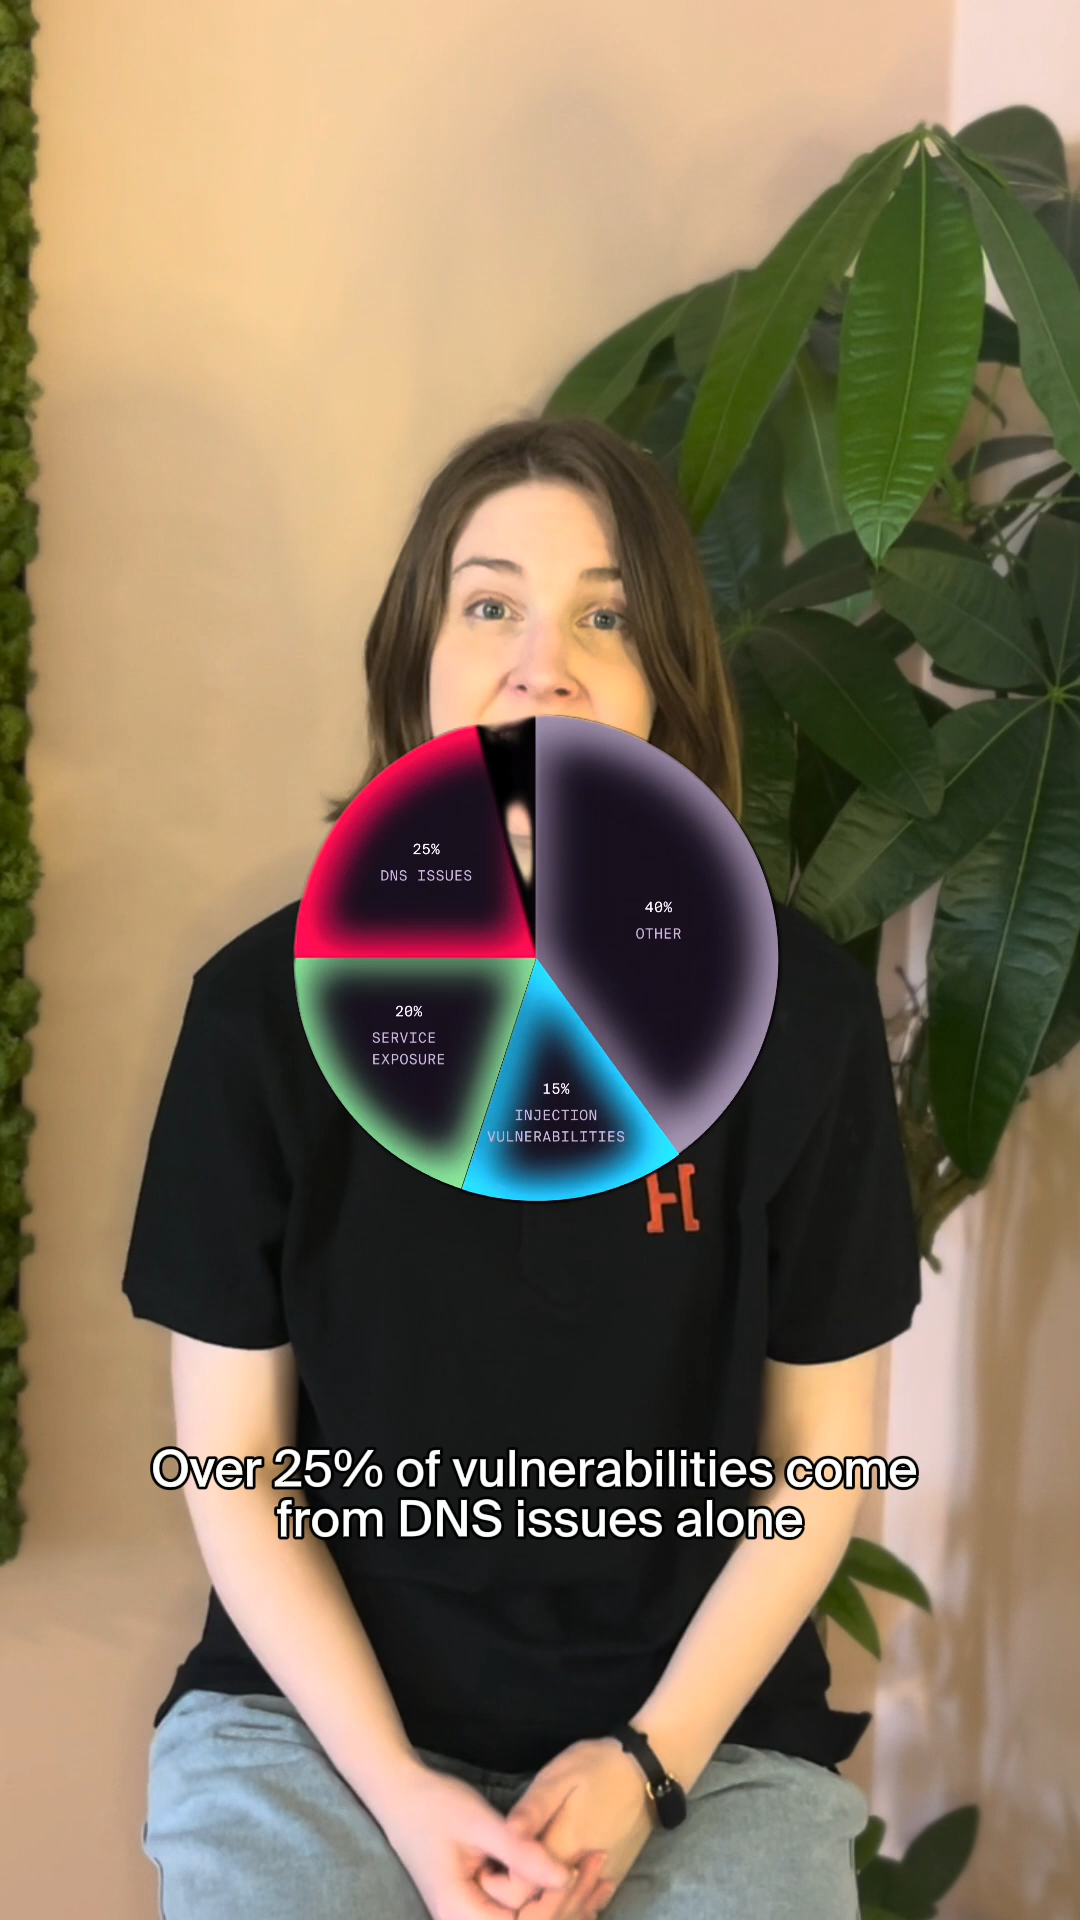 25%
DNS ISSUES
40%
OTHER
20%
SERVICE
EXPOSURE
15%
INJECTION
VULNERABILITIES
H
Over 25% of vulnerabilities come
from DNS issues alone